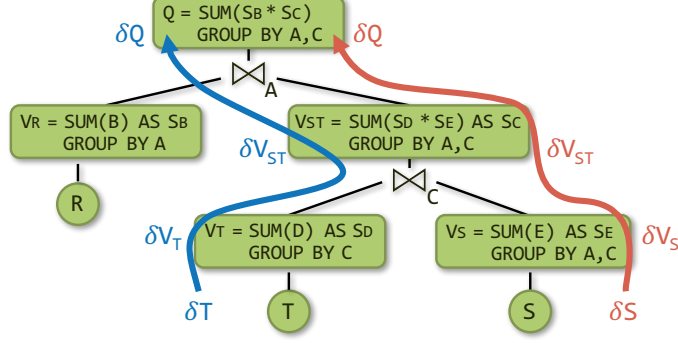 Q = SUM(SB * SC)
GROUP BY A,C
δQ
δQ
⋈A
VR = SUM(B) AS SB
GROUP BY A
VST = SUM(SD * SE) AS SC
GROUP BY A,C
δVST
δVST
R
⋈C
VT = SUM(D) AS SD
GROUP BY C
VS = SUM(E) AS SE
GROUP BY A,C
δVT
δVS
δT
T
S
δS